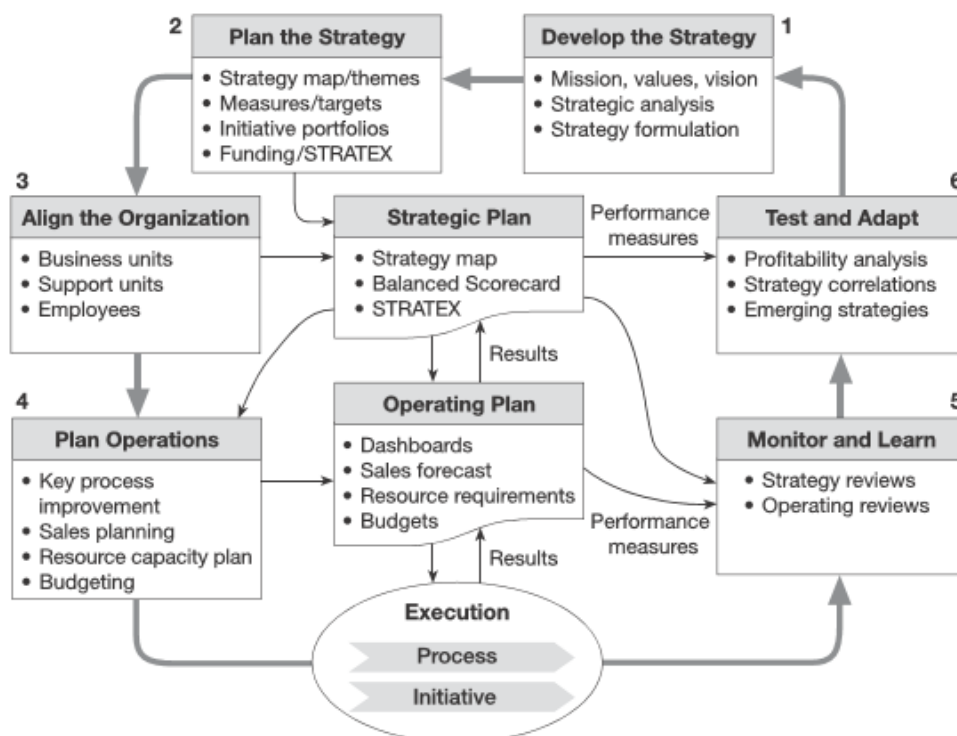 2
Plan the Strategy
• Strategy map/themes
• Measures/targets
• Initiative portfolios
• Funding/STRATEX
1
Develop the Strategy
• Mission, values, vision
• Strategic analysis
• Strategy formulation
3
Align the Organization
• Business units
• Support units
• Employees
Strategic Plan
• Strategy map
• Balanced Scorecard
• STRATEX
Performance
measures
6
Test and Adapt
• Profitability analysis
• Strategy correlations
• Emerging strategies
Results
4
Plan Operations
• Key process
improvement
• Sales planning
• Resource capacity plan
• Budgeting
Operating Plan
• Dashboards
• Sales forecast
• Resource requirements
• Budgets
Performance
measures
5
Monitor and Learn
• Strategy reviews
• Operating reviews
Results
Execution
Process
Initiative